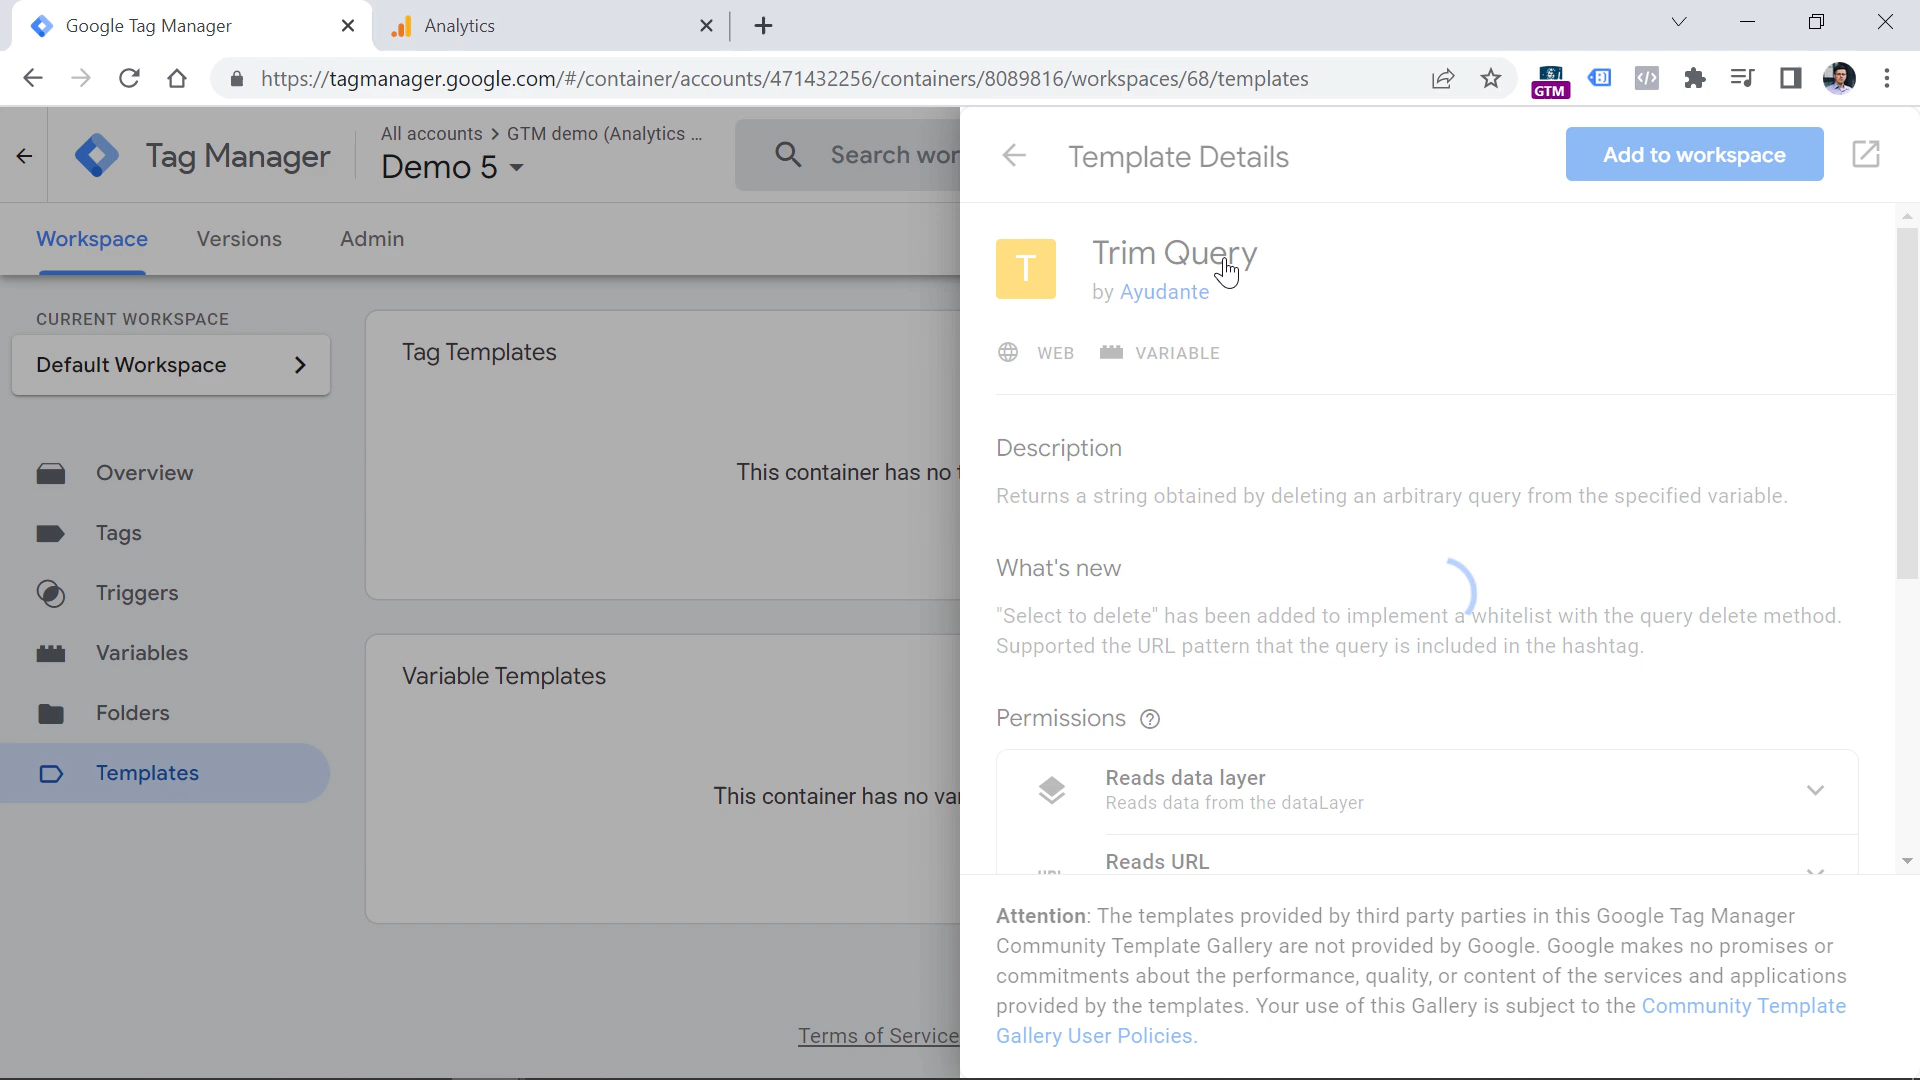 Google Tag Manager
Analytics
https://tagmanager.google.com/#/container/accounts/471432256/containers/8089816/workspaces/68/templates
GTM
Tag Manager
All accounts > GTM demo (Analytics ...
Demo 5
Search wor
Template Details
Add to workspace
Workspace
Versions
Admin
T
Trim Query
by Ayudante
WEB
VARIABLE
CURRENT WORKSPACE
Default Workspace
Overview
Tags
Triggers
Variables
Folders
Templates
Tag Templates
This container has no
Variable Templates
This container has no va
Terms of Service
Description
Returns a string obtained by deleting an arbitrary query from the specified variable.
What's new
"Select to delete" has been added to implement a whitelist with the query delete method.
Supported the URL pattern that the query is included in the hashtag.
Permissions
Reads data layer
Reads data from the dataLayer
Reads URL
Attention: The templates provided by third party parties in this Google Tag Manager
Community Template Gallery are not provided by Google. Google makes no promises or
commitments about the performance, quality, or content of the services and applications
provided by the templates. Your use of this Gallery is subject to the Community Template
Gallery User Policies.